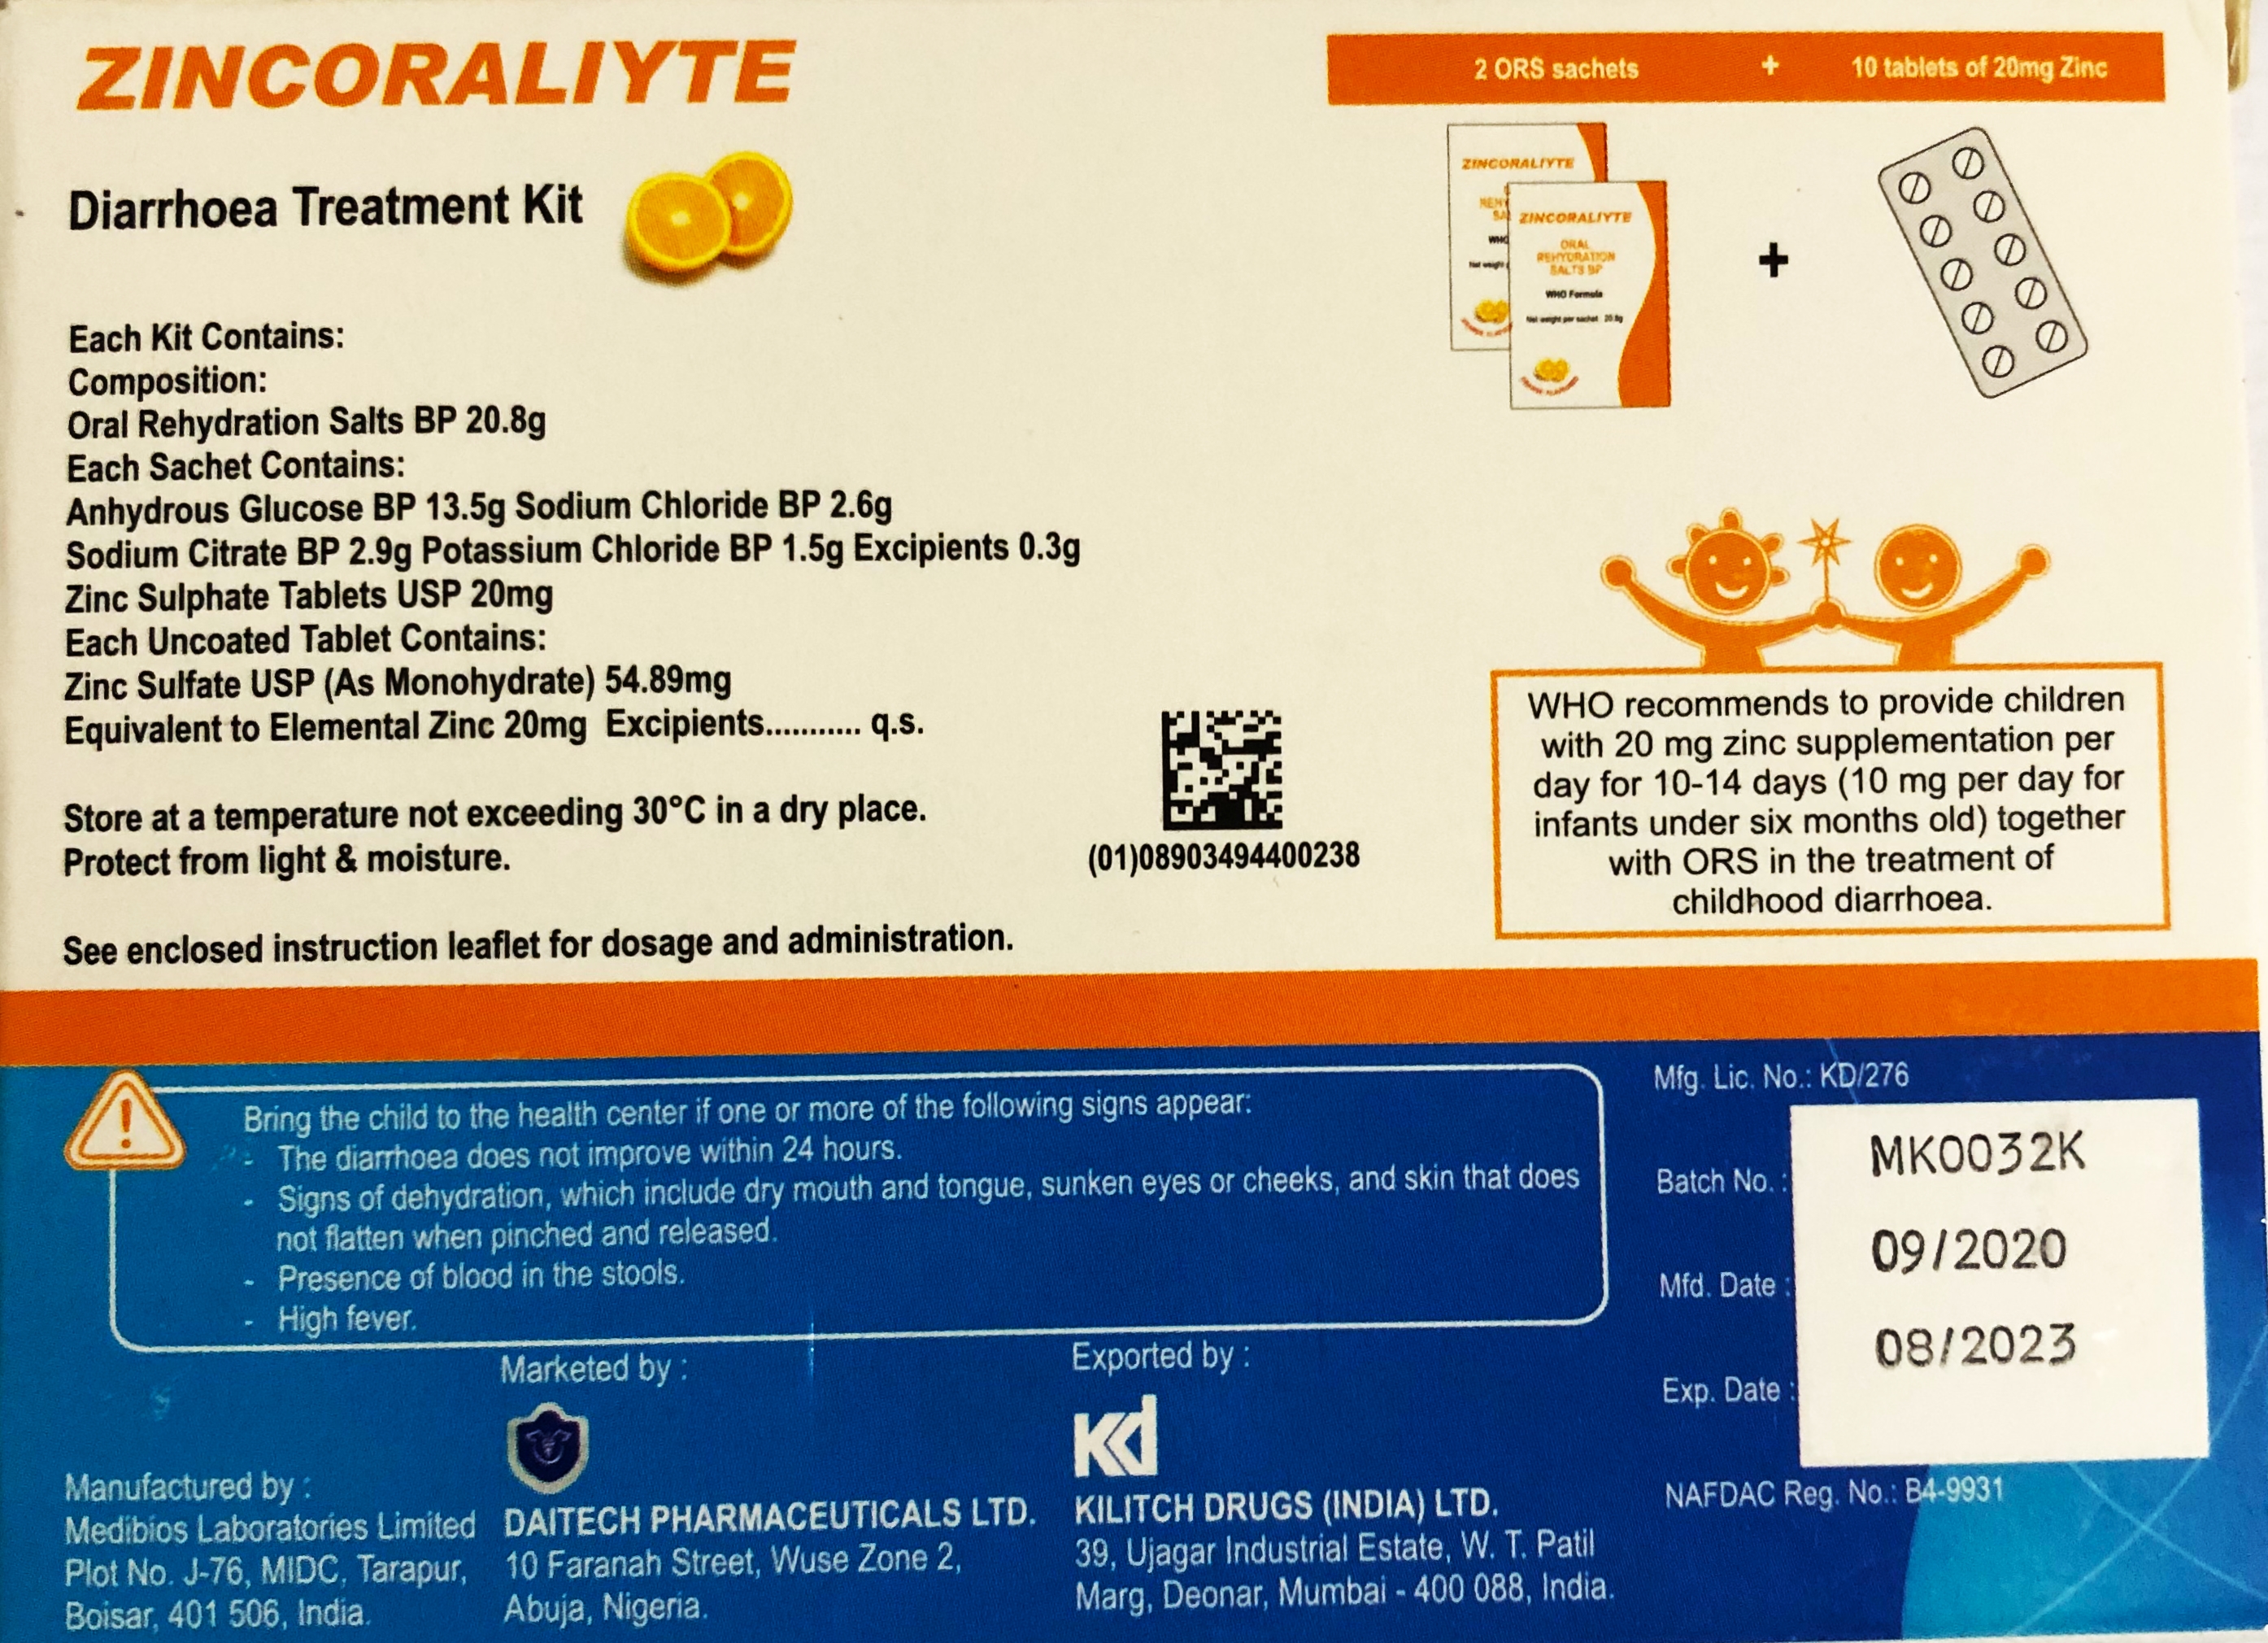 ZINCORALIYTE
Diarrhoea Treatment Kit
Each Kit Contains:
Composition:
Oral Rehydration Salts BP 20.8g
Each Sachet Contains:
Anhydrous Glucose BP 13.5g Sodium Chloride BP 2.6g
Sodium Citrate BP 2.9g Potassium Chloride BP 1.5g Excipients 0.3g
Zinc Sulphate Tablets USP 20mg
Each Uncoated Tablet Contains:
Zinc Sulfate USP (As Monohydrate) 54.89mg
Equivalent to Elemental Zinc 20mg Excipients........... q.s.
Store at a temperature not exceeding 30°C in a dry place.
Protect from light & moisture.
See enclosed instruction leaflet for dosage and administration.
(01)08903494400238
2 ORS sachets + 10 tablets of 20mg Zinc
ZINCORALIYTE
ZINCORALIYTE
ORAL
REHYDRATION
SALTS BP
WHO Formula
Net weight per sachet 20.8g
+
WHO recommends to provide children
with 20 mg zinc supplementation per
day for 10-14 days (10 mg per day for
infants under six months old) together
with ORS in the treatment of
childhood diarrhoea.
!
Bring the child to the health center if one or more of the following signs appear:
- The diarrhoea does not improve within 24 hours.
- Signs of dehydration, which include dry mouth and tongue, sunken eyes or cheeks, and skin that does
not flatten when pinched and released.
- Presence of blood in the stools.
- High fever.
Manufactured by :
Medibios Laboratories Limited
Plot No. J-76, MIDC, Tarapur,
Boisar, 401 506, India.
Marketed by :
DAITECH PHARMACEUTICALS LTD.
10 Faranah Street, Wuse Zone 2,
Abuja, Nigeria.
Exported by :
Kd
KILITCH DRUGS (INDIA) LTD.
39, Ujagar Industrial Estate, W. T. Patil
Marg, Deonar, Mumbai - 400 088, India.
Mfg. Lic. No.: KD/276
Batch No. : MK0032K
Mfd. Date : 09/2020
Exp. Date : 08/2023
NAFDAC Reg. No.: B4-9931